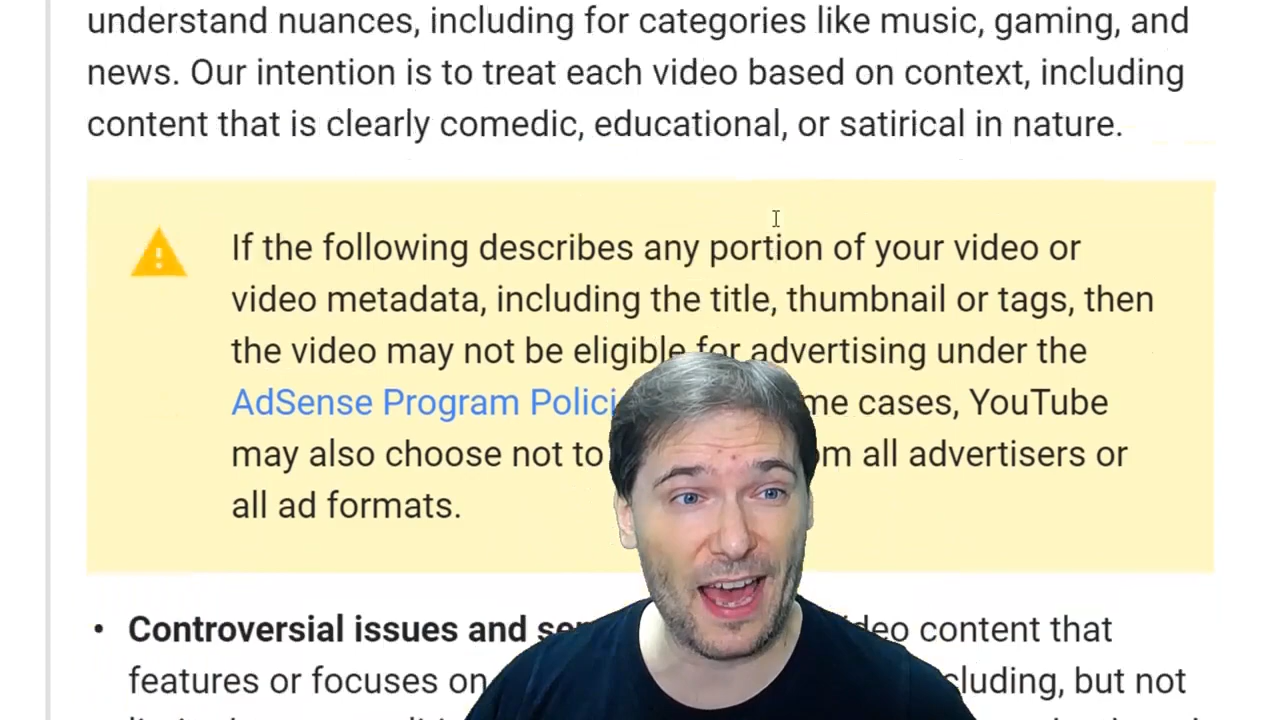 understand nuances, including for categories like music, gaming, and
news. Our intention is to treat each video based on context, including
content that is clearly comedic, educational, or satirical in nature.
If the following describes any portion of your video or
video metadata, including the title, thumbnail or tags, then
the video may not be eligible for advertising under the
AdSense Program Polici me cases, YouTube
may also choose not to m all advertisers or
all ad formats.
• Controversial issues and se deo content that
features or focuses on cluding, but not